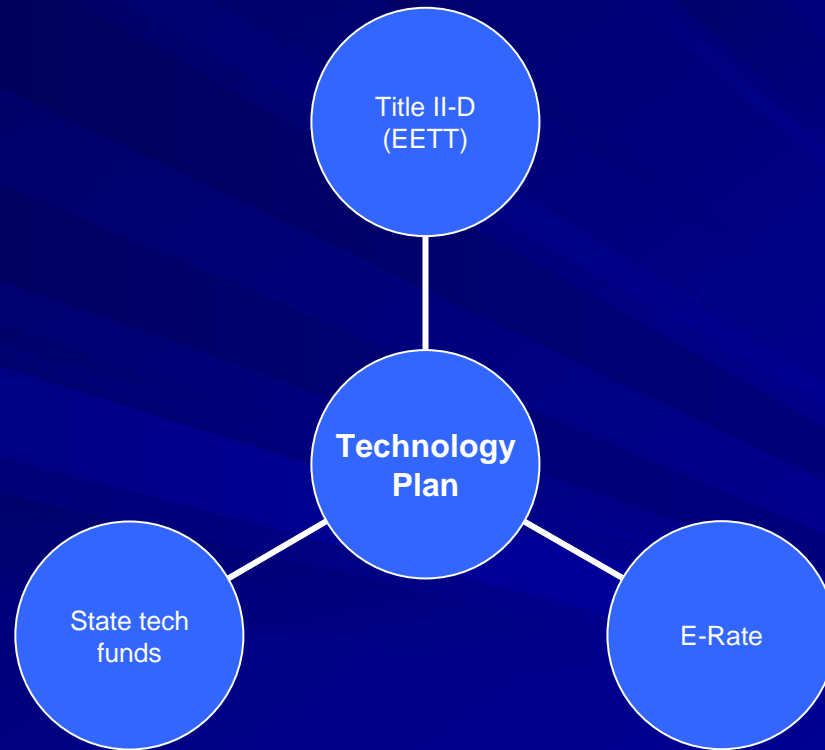 Title II-D
(EETT)
Technology
Plan
State tech
funds
E-Rate